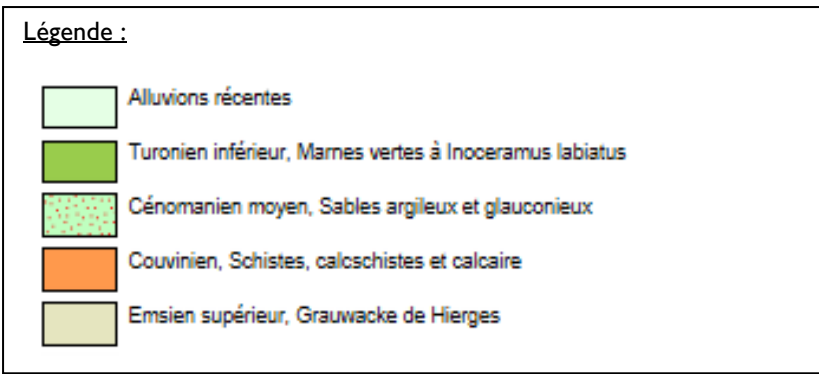 Légende :
Alluvions récentes
Turonien inférieur, Marnes vertes à Inoceramus labiatus
Cénomanien moyen, Sables argileux et glauconieux
Couvinien, Schistes, calcschistes et calcaire
Emsien supérieur, Grauwacke de Hierges